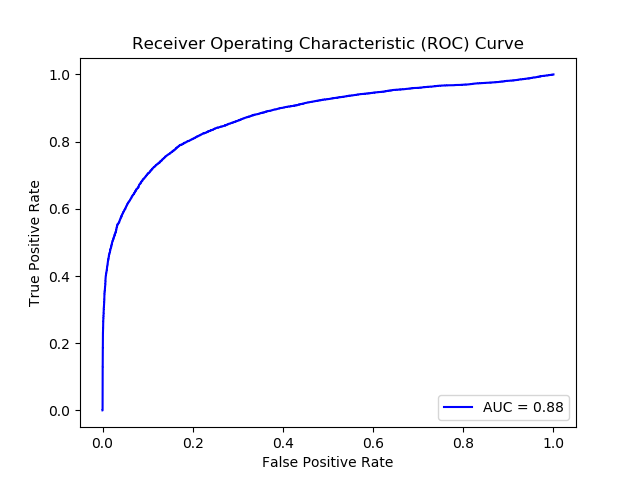 Receiver Operating Characteristic (ROC) Curve
1.0
0.8
0.6
0.4
0.2
0.0
True Positive Rate
AUC = 0.88
0.0 0.2 0.4 0.6 0.8 1.0
False Positive Rate